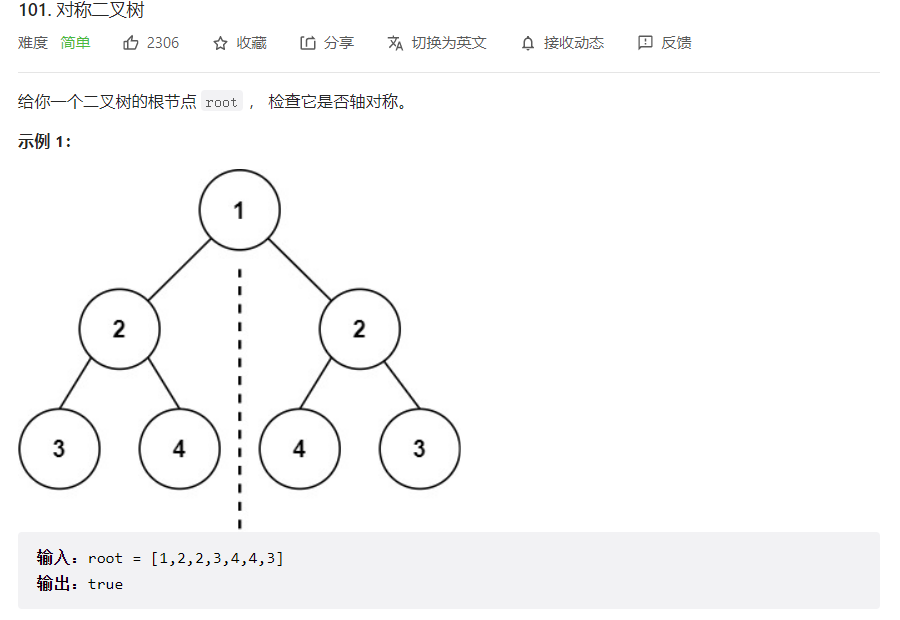 101. 对称二叉树
难度 简单 2306 收藏 分享 切换为英文 接收动态 反馈
给你一个二叉树的根节点 root ， 检查它是否轴对称。
示例 1：
1
2 2
3 4 4 3
输入：root = [1,2,2,3,4,4,3]
输出：true